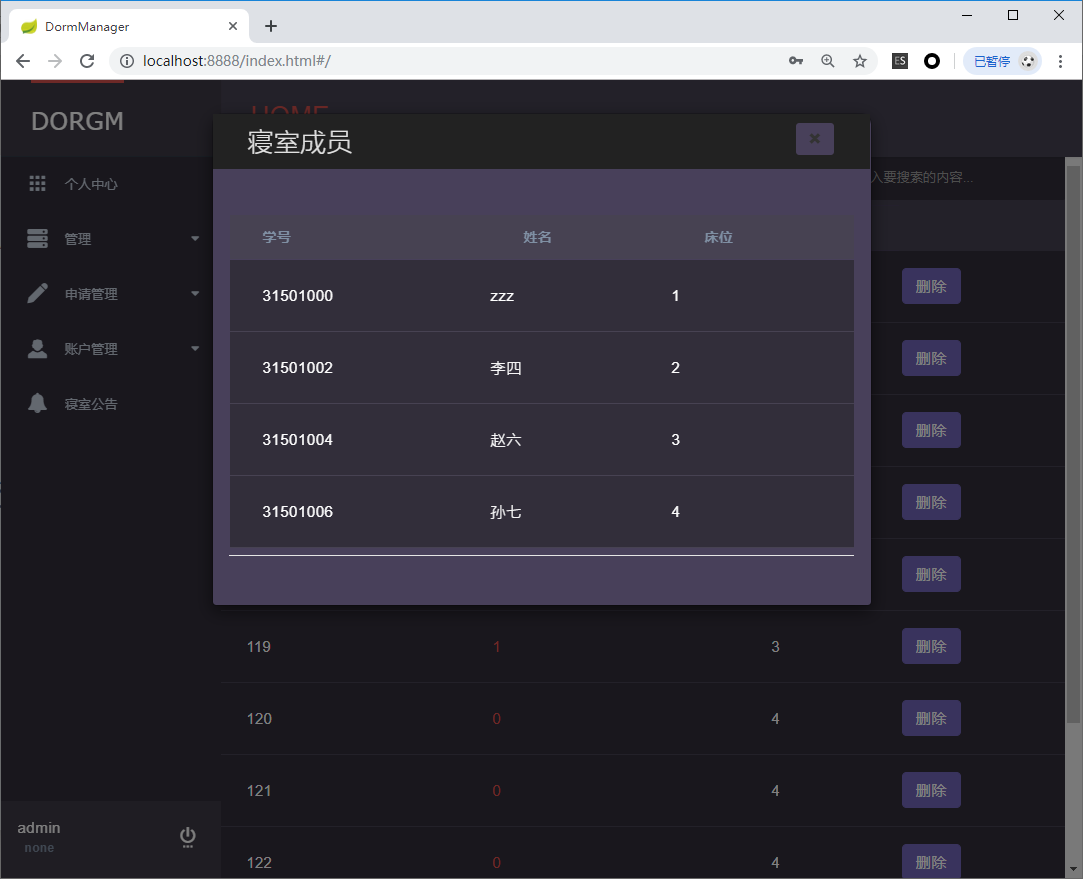 DormManager
localhost:8888/index.html#/
ES
已暂停
DORGM
HOME
寝室成员
个人中心
管理
申请管理
账户管理
寝室公告
入要搜索的内容...
学号 姓名 床位
31501000 zzz 1
31501002 李四 2
31501004 赵六 3
31501006 孙七 4
删除
删除
删除
删除
删除
119 1 3 删除
120 0 4 删除
121 0 4 删除
122 0 4 删除
admin
none